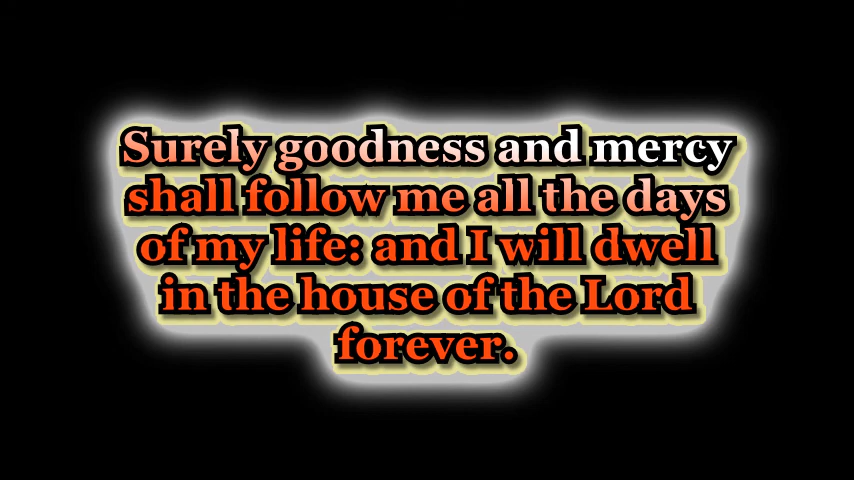 Surely goodness and mercy
shall follow me all the days
of my life: and I will dwell
in the house of the Lord
forever.